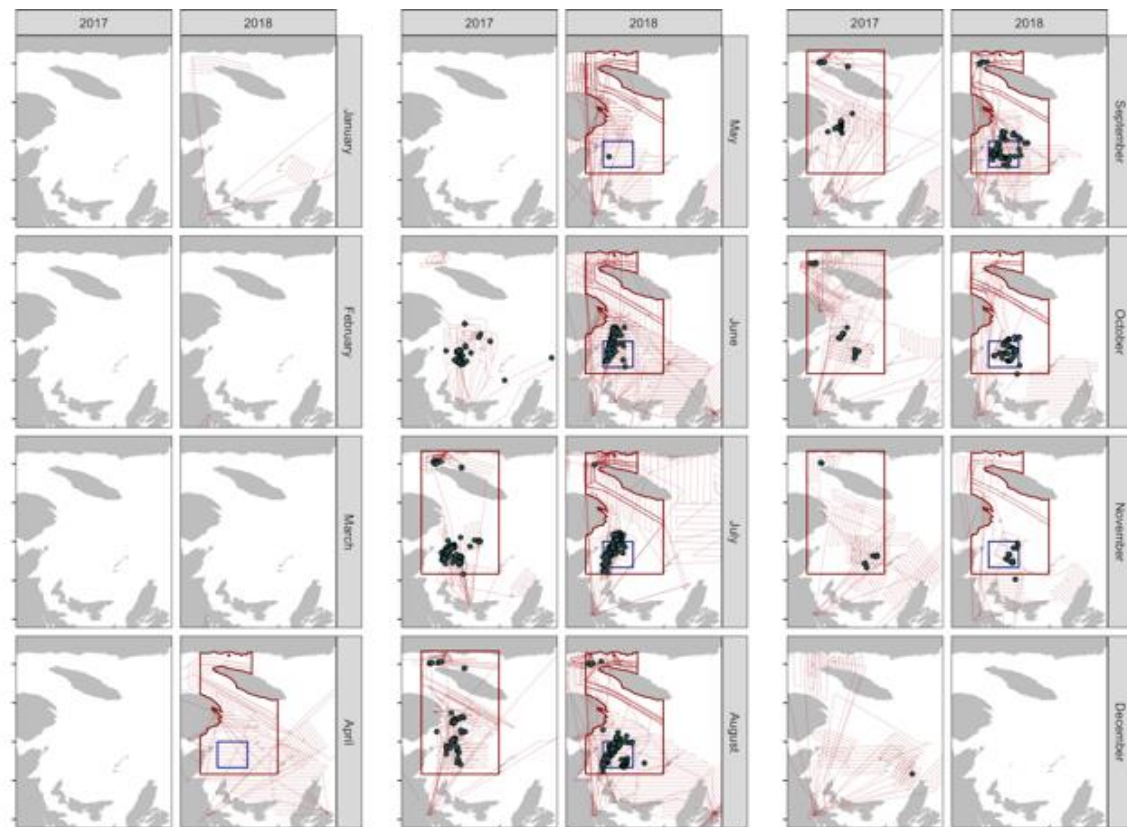 2017
2018
2017
2018
2017
2018
January
May
September
February
June
October
March
July
November
April
August
December